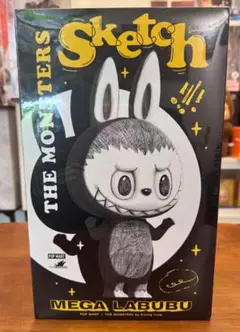 Sketch
THE MONSTERS
POP MART
MEGA LABUBU
POP MART × THE MONSTERS by Kasing Lung